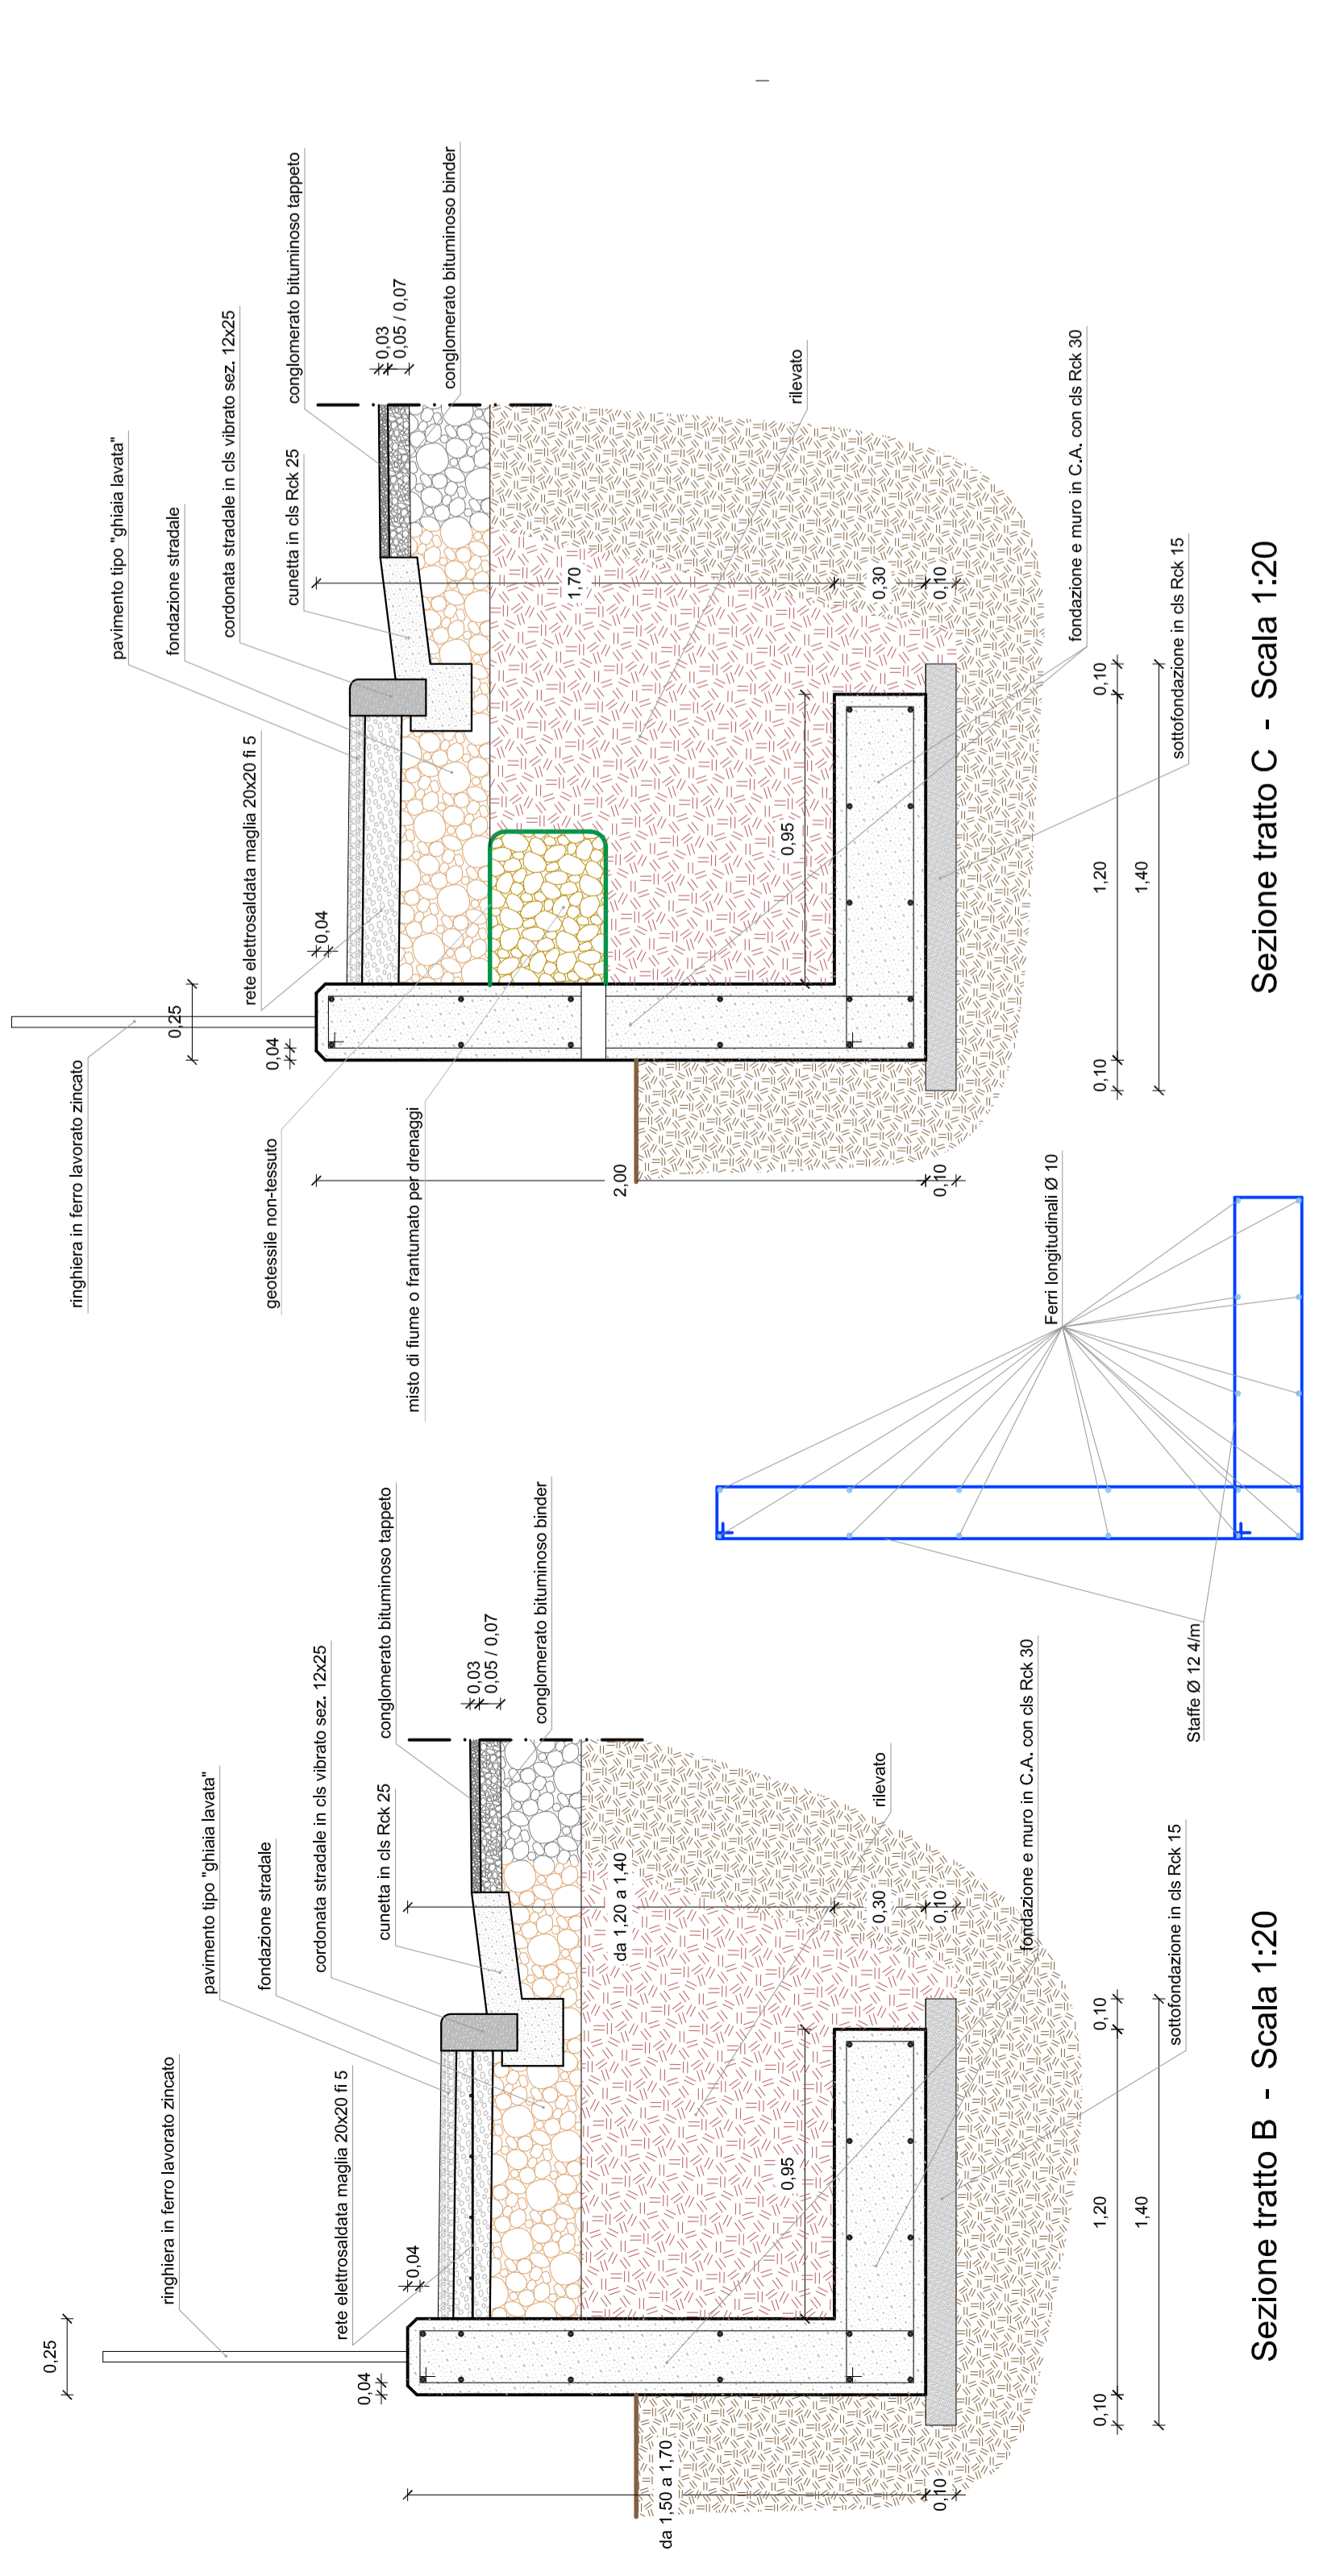 0,25
ringhiera in ferro lavorato zincato
pavimento tipo "ghiaia lavata"
fondazione stradale
cordonata stradale in cls vibrato sez. 12x25
rete elettrosaldata maglia 20x20 fi 5
cunetta in cls Rck 25
conglomerato bituminoso tappeto
0,03
0,05 / 0,07
conglomerato bituminoso binder
0,04
0,04
da 1,20 a 1,40
rilevato
0,95
0,30
0,10
da 1,50 a 1,70
0,10
fondazione e muro in C.A. con cls Rck 30
0,10
1,20
0,10
1,40
sottofondazione in cls Rck 15
Sezione tratto B - Scala 1:20
Ferri longitudinali Ø 10
Staffe Ø 12 4/m
ringhiera in ferro lavorato zincato
0,25
pavimento tipo "ghiaia lavata"
fondazione stradale
cordonata stradale in cls vibrato sez. 12x25
rete elettrosaldata maglia 20x20 fi 5
cunetta in cls Rck 25
conglomerato bituminoso tappeto
0,03
0,05 / 0,07
conglomerato bituminoso binder
0,04
0,04
geotessile non-tessuto
misto di fiume o frantumato per drenaggi
1,70
rilevato
0,95
0,30
0,10
2,00
0,10
fondazione e muro in C.A. con cls Rck 30
0,10
1,20
0,10
1,40
sottofondazione in cls Rck 15
Sezione tratto C - Scala 1:20